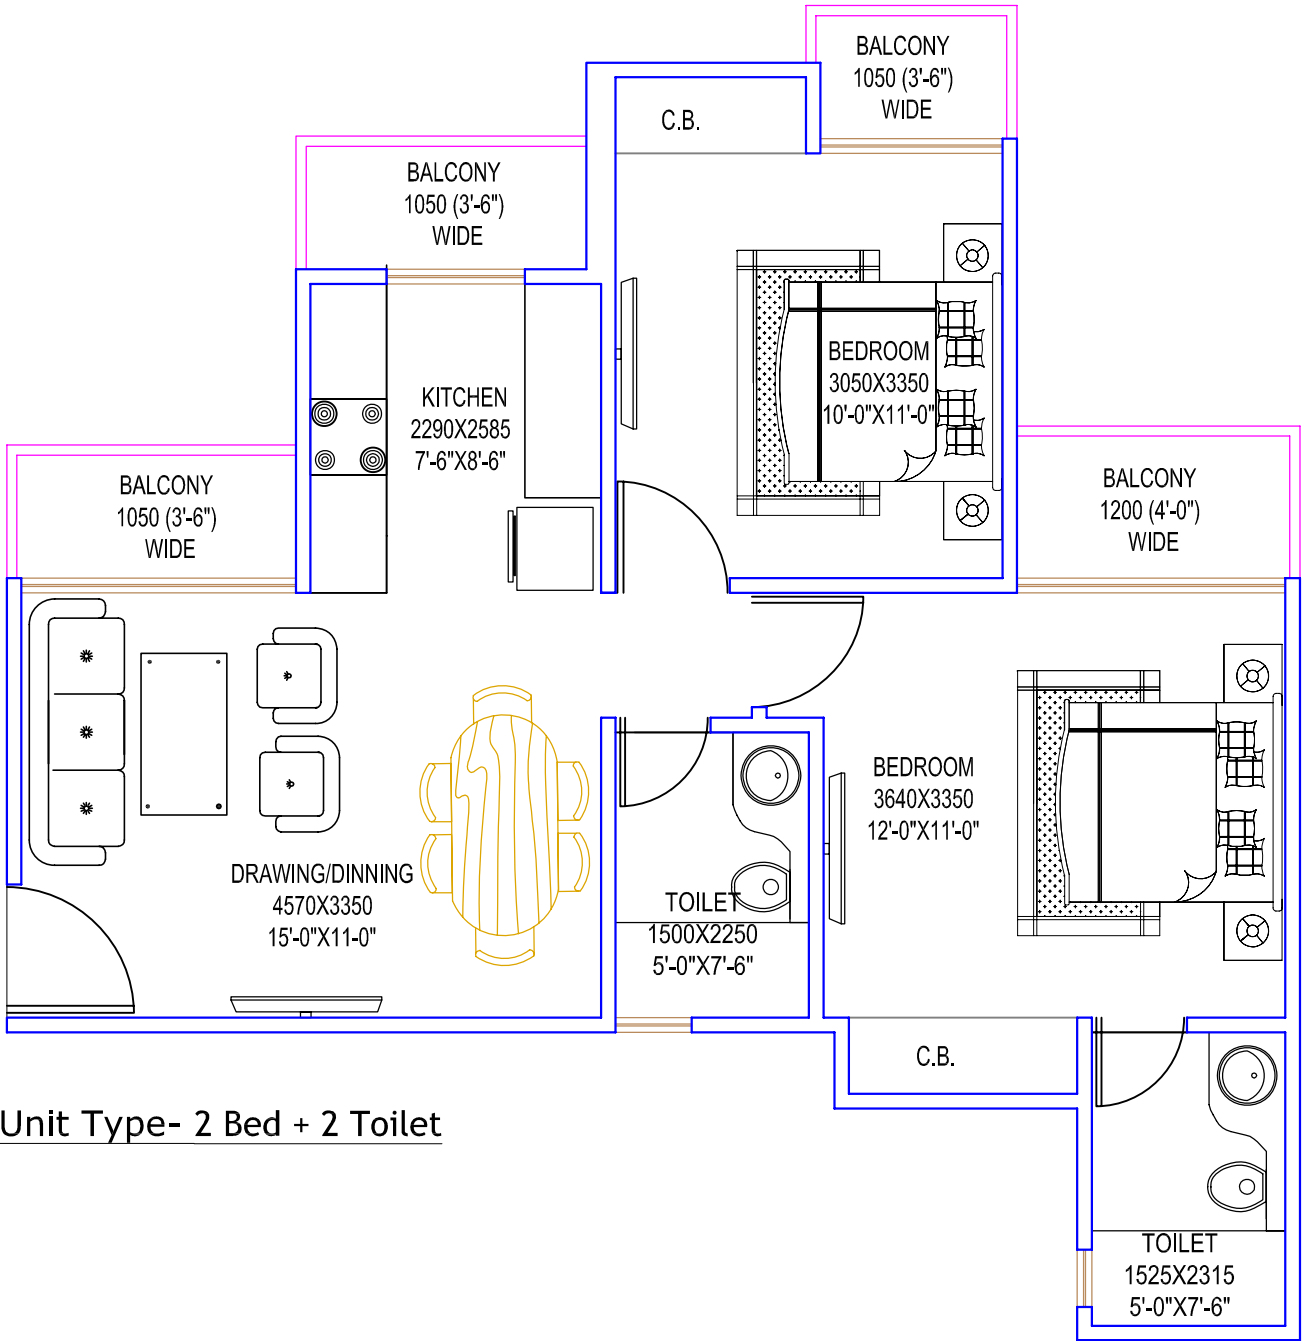 BALCONY
1050 (3'-6")
WIDE
C.B.
BALCONY
1050 (3'-6")
WIDE
BEDROOM
3050X3350
10'-0"X11'-0"
KITCHEN
2290X2585
7'-6"X8'-6"
BALCONY
1050 (3'-6")
WIDE
BALCONY
1200 (4'-0")
WIDE
BEDROOM
3640X3350
12'-0"X11'-0"
DRAWING/DINNING
4570X3350
15'-0"X11-0"
TOILET
1500X2250
5'-0"X7'-6"
C.B.
Unit Type- 2 Bed + 2 Toilet
TOILET
1525X2315
5'-0"X7'-6"